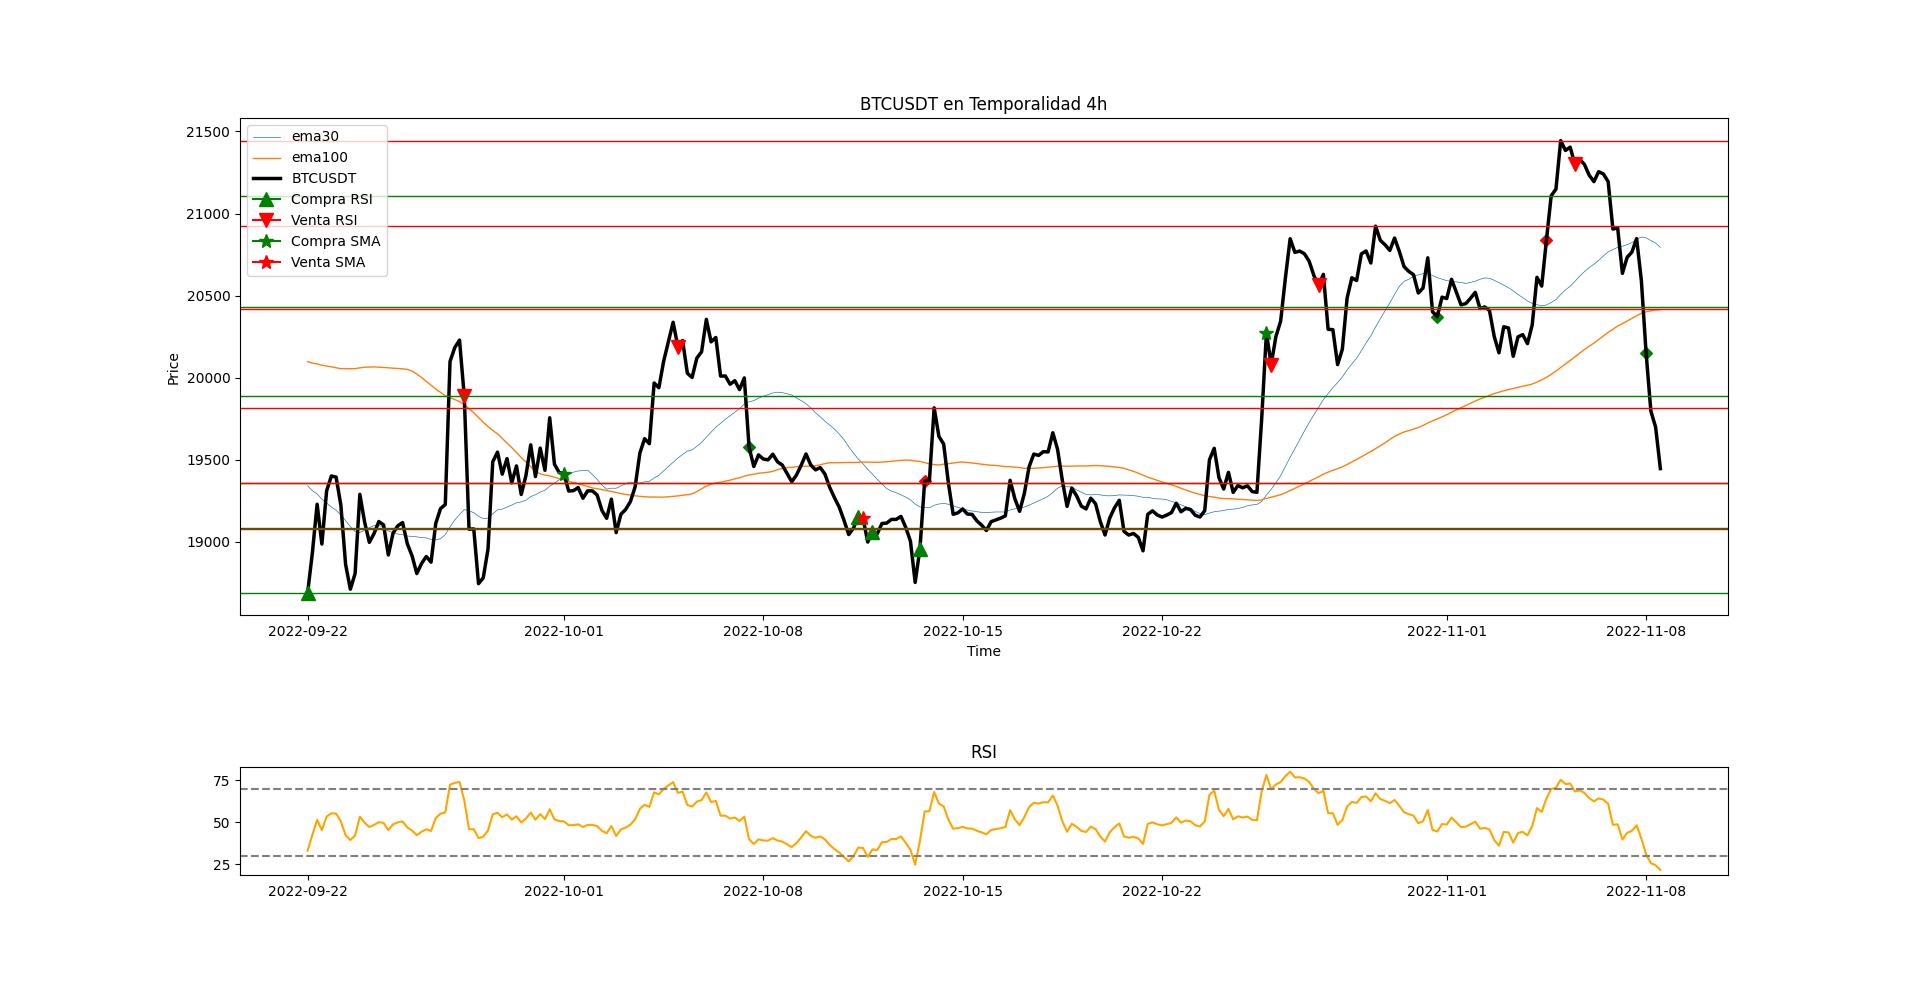 BTCUSDT en Temporalidad 4h
ema30
ema100
BTCUSDT
Compra RSI
Venta RSI
Compra SMA
Venta SMA
21500
21000
20500
20000
19500
19000
Price
2022-09-22 2022-10-01 2022-10-08 2022-10-15 2022-10-22 2022-11-01 2022-11-08
Time
RSI
75
50
25
2022-09-22 2022-10-01 2022-10-08 2022-10-15 2022-10-22 2022-11-01 2022-11-08